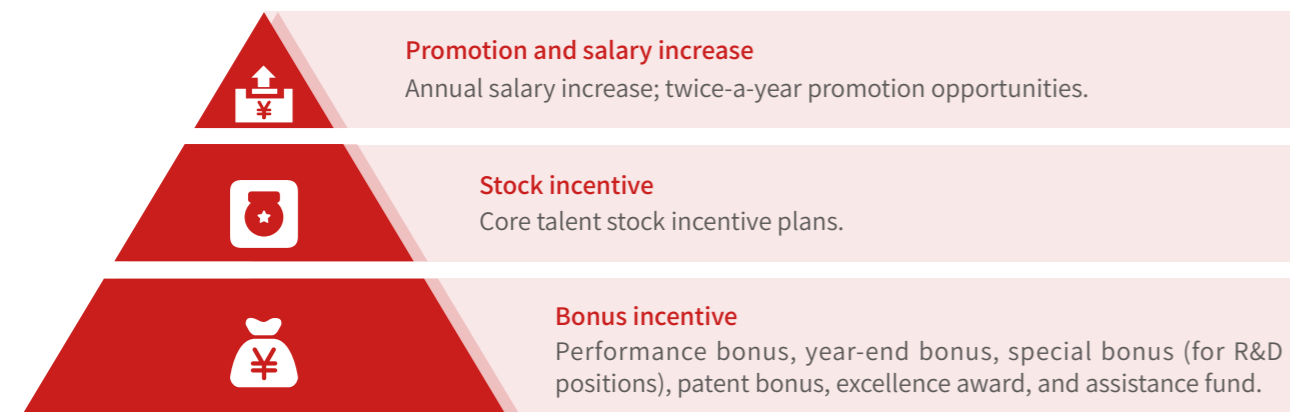 Promotion and salary increase
Annual salary increase; twice-a-year promotion opportunities.
¥
Stock incentive
Core talent stock incentive plans.
Bonus incentive
Performance bonus, year-end bonus, special bonus (for R&D
positions), patent bonus, excellence award, and assistance fund.
¥